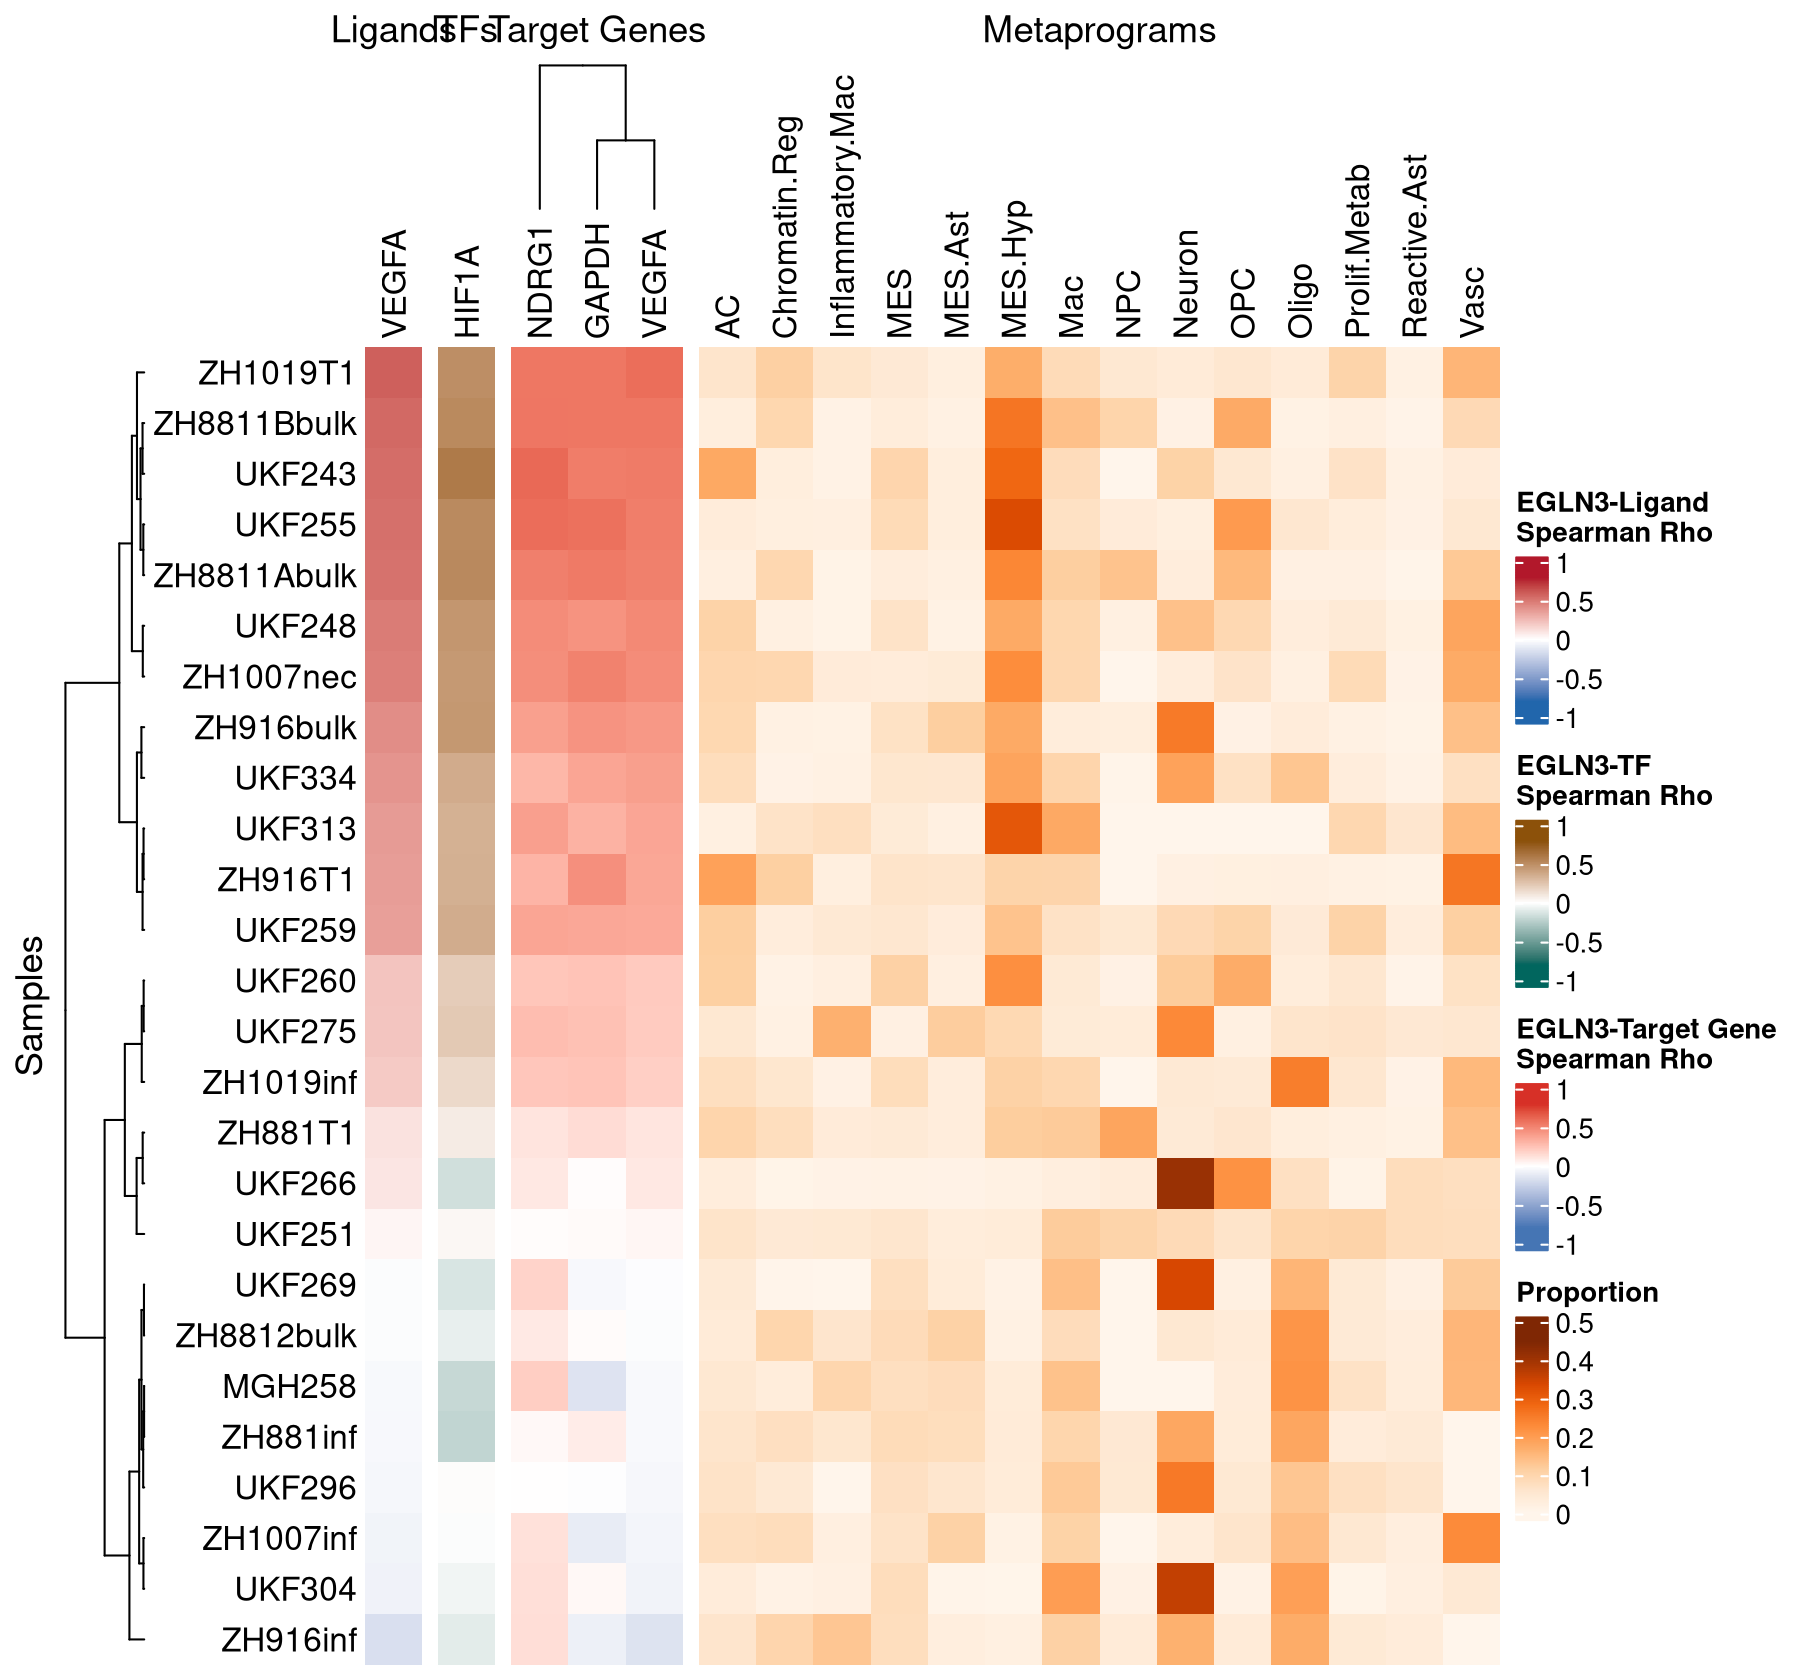 Ligands TFs Target Genes Metaprograms
VEGFA
HIF1A
NDRG1
GAPDH
VEGFA
AC
Chromatin.Reg
Inflammatory.Mac
MES
MES.Ast
MES.Hyp
Mac
NPC
Neuron
OPC
Oligo
Prolif.Metab
Reactive.Ast
Vasc
Samples
ZH1019T1
ZH8811Bbulk
UKF243
UKF255
ZH8811Abulk
UKF248
ZH1007nec
ZH916bulk
UKF334
UKF313
ZH916T1
UKF259
UKF260
UKF275
ZH1019inf
ZH881T1
UKF266
UKF251
UKF269
ZH8812bulk
MGH258
ZH881inf
UKF296
ZH1007inf
UKF304
ZH916inf
EGLN3-Ligand
Spearman Rho
1
0.5
0
-0.5
-1
EGLN3-TF
Spearman Rho
1
0.5
0
-0.5
-1
EGLN3-Target Gene
Spearman Rho
1
0.5
0
-0.5
-1
Proportion
0.5
0.4
0.3
0.2
0.1
0